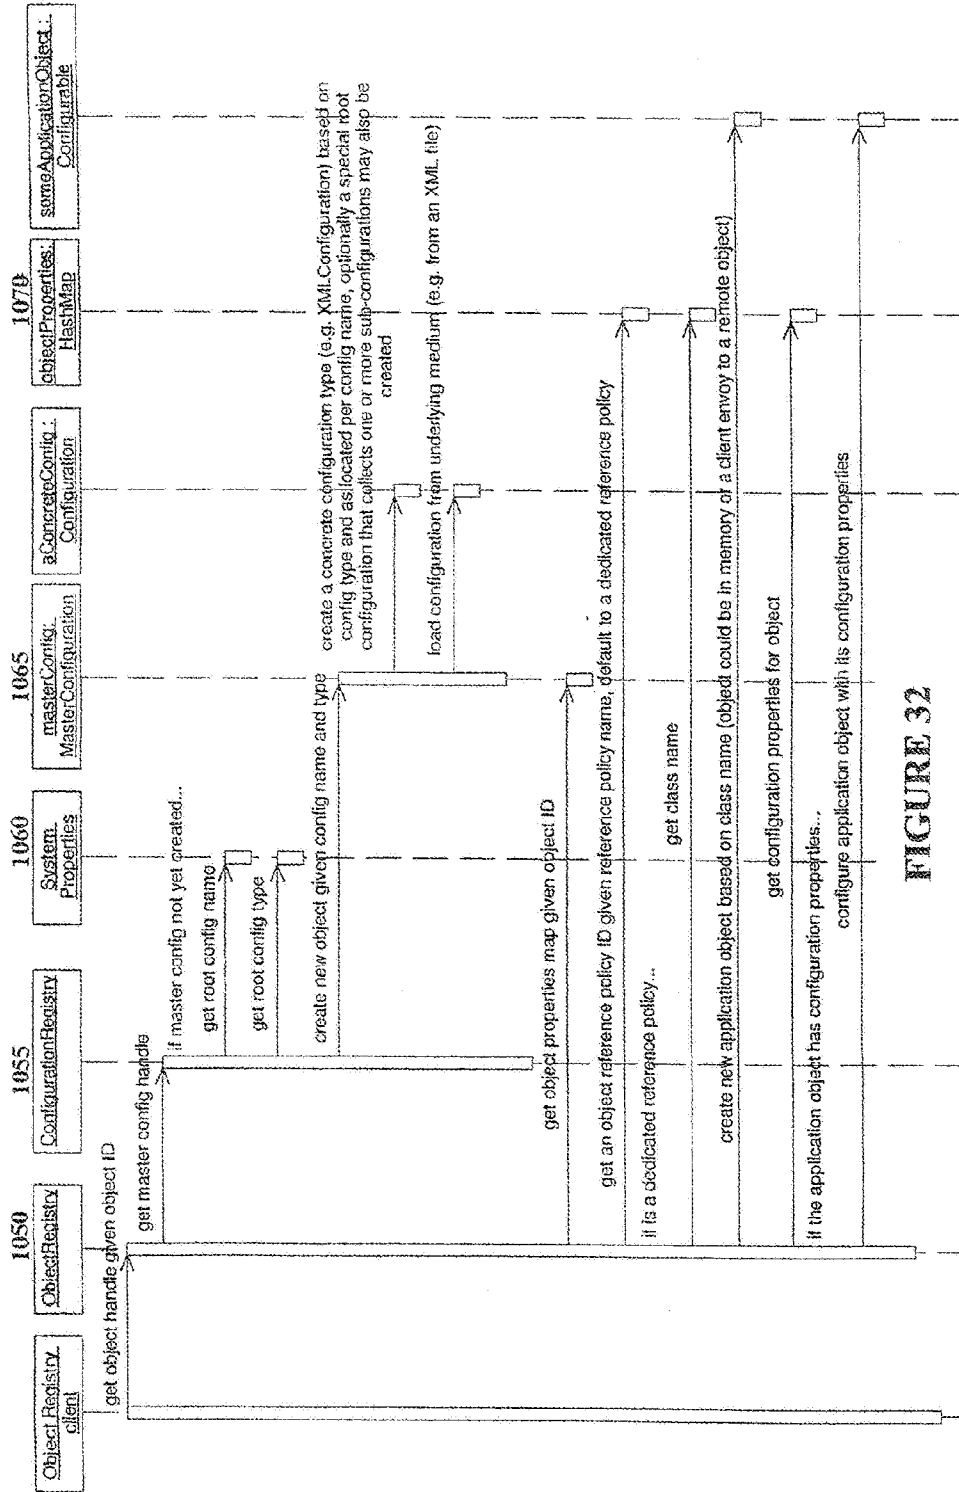 1050
1055
1060
1065
1070
Object Registry
client
ObjectRegistry
ConfigurationRegistry
System
Properties
masterConfig:
MasterConfiguration
aConcreteConfig :
Configuration
objectProperties:
HashMap
someApplicationObject :
Configurable
get object handle given object ID
get master config handle
if master config not yet created...
get root config name
get root config type
create new object given config name and type
create a concrete configuration type (e.g. XMLConfiguration) based on
config type and as located per config name, optionally a special root
configuration that collects one or more sub-configurations may also be
created
load configuration from underlying medium (e.g. from an XML file)
get object properties map given object ID
get an object reference policy ID given reference policy name, default to a dedicated reference policy
if is a dedicated reference policy...
get class name
create new application object based on class name (object could be in memory or a client envoy to a remote object)
get configuration properties for object
if the application object has configuration properties...
configure application object with its configuration properties
FIGURE 32